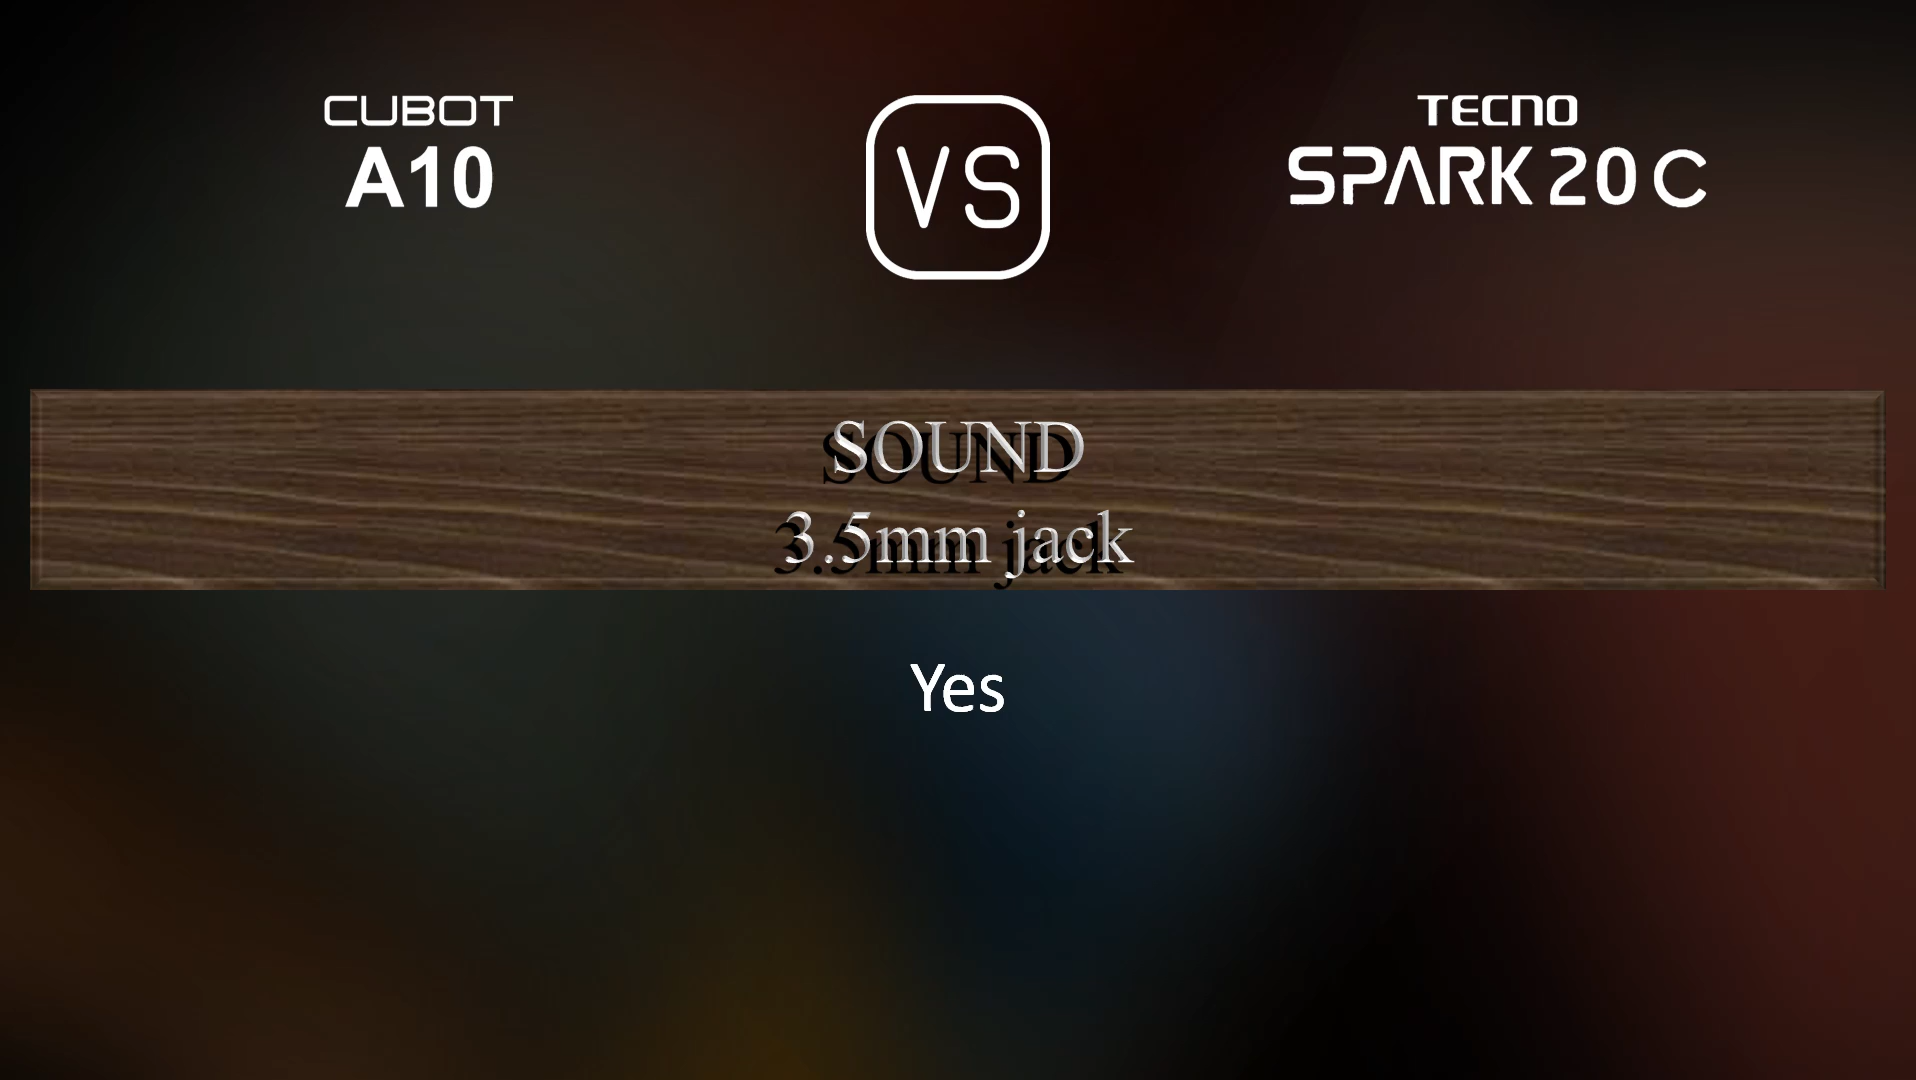 CUBOT
A10
VS
TECNO
SPARK 20 C
SOUND
3.5mm jack
Yes